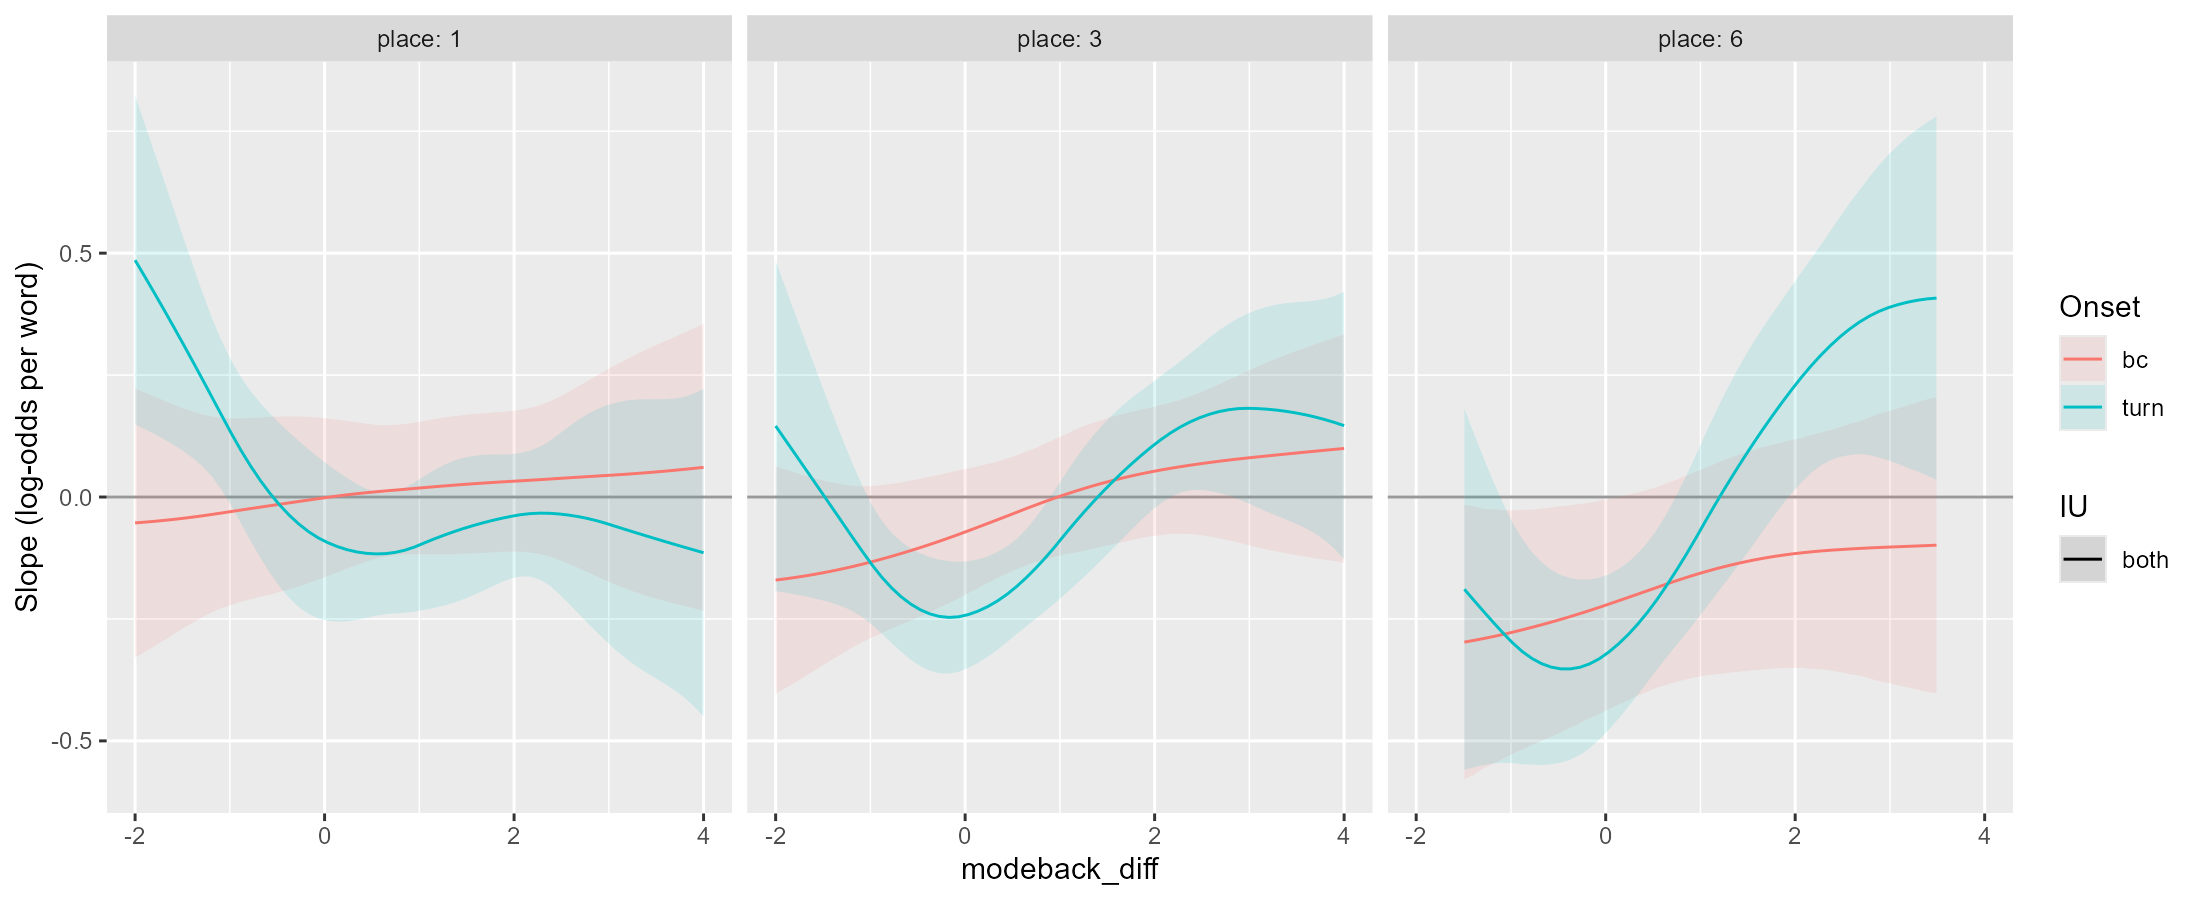 place: 1
place: 3
place: 6
Slope (log-odds per word)
0.5
0.0
-0.5
-2
0
2
4
-2
0
2
4
-2
0
2
4
modeback_diff
Onset
bc
turn
IU
both